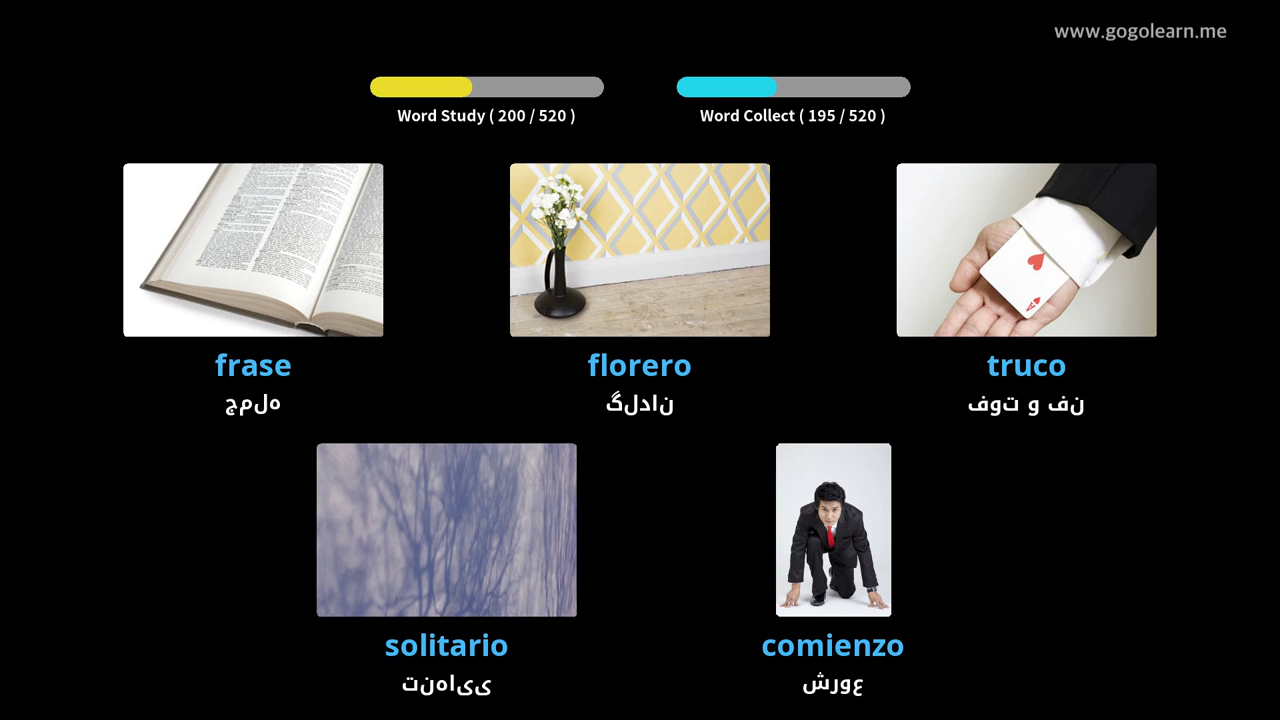 www.gogolearn.me
Word Study ( 200 / 520 )
Word Collect ( 195 / 520 )
frase
جمله
florero
گلدان
truco
فوت و فن
solitario
تنهایی
comienzo
شروع